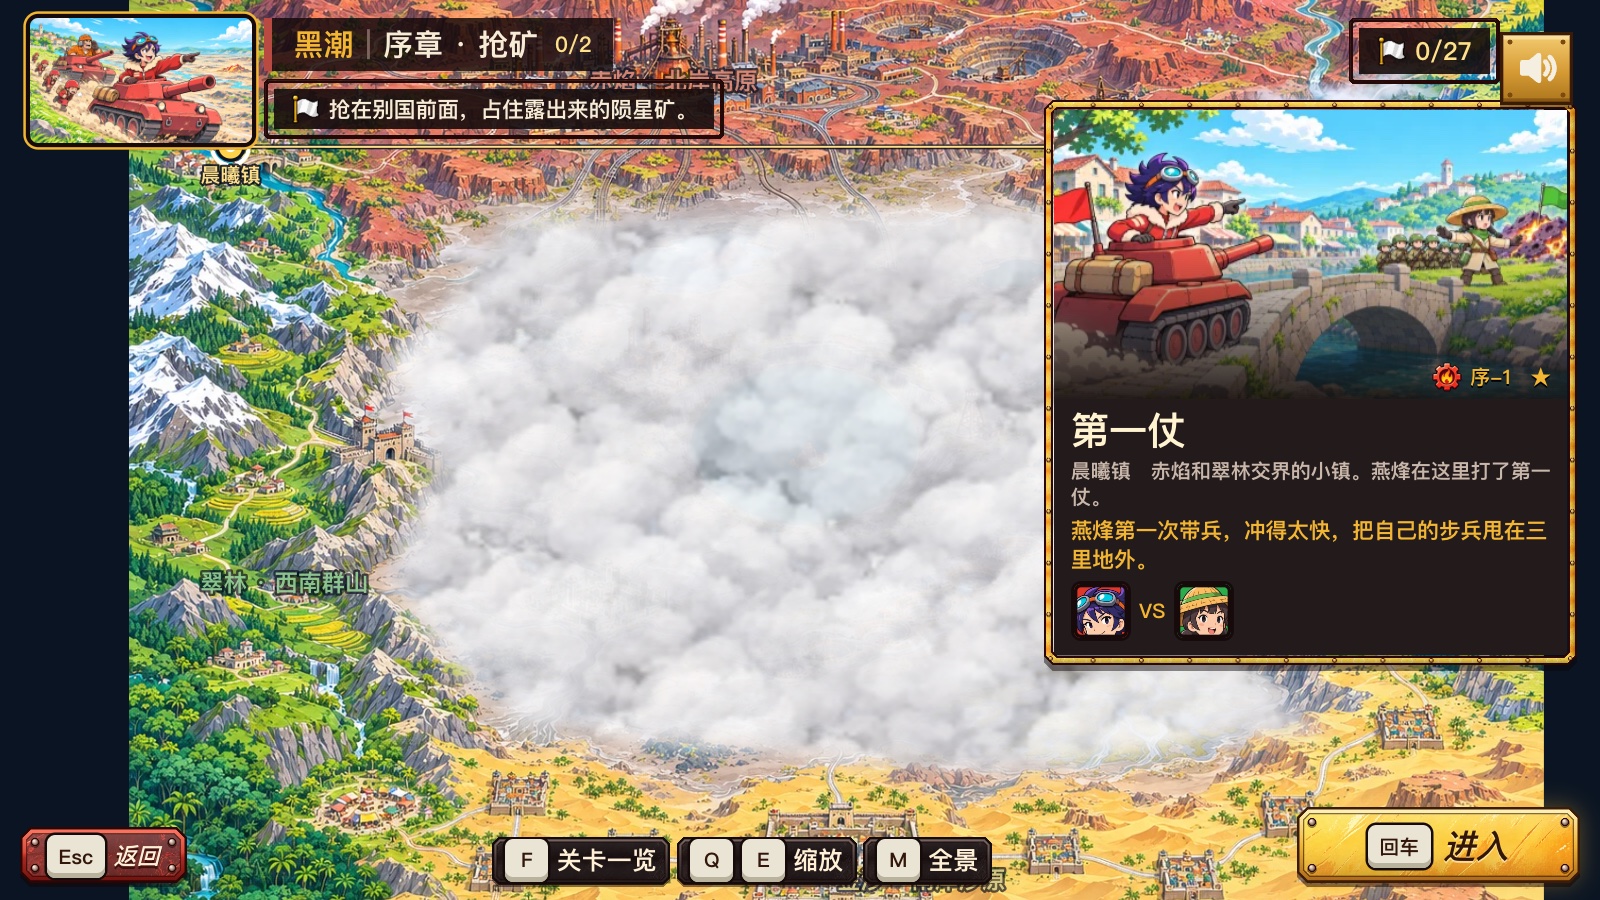 黑潮 序章 · 抢矿 0/2
抢在别国前面，占住露出来的陨星矿。
0/27
晨曦镇
序-1
第一仗
晨曦镇 赤焰和翠林交界的小镇。燕烽在这里打了第一
仗。
燕烽第一次带兵，冲得太快，把自己的步兵甩在三
里地外。
VS
翠林 · 西南群山
Esc 返回
F 关卡一览
Q E 缩放
M 全景
回车 进入